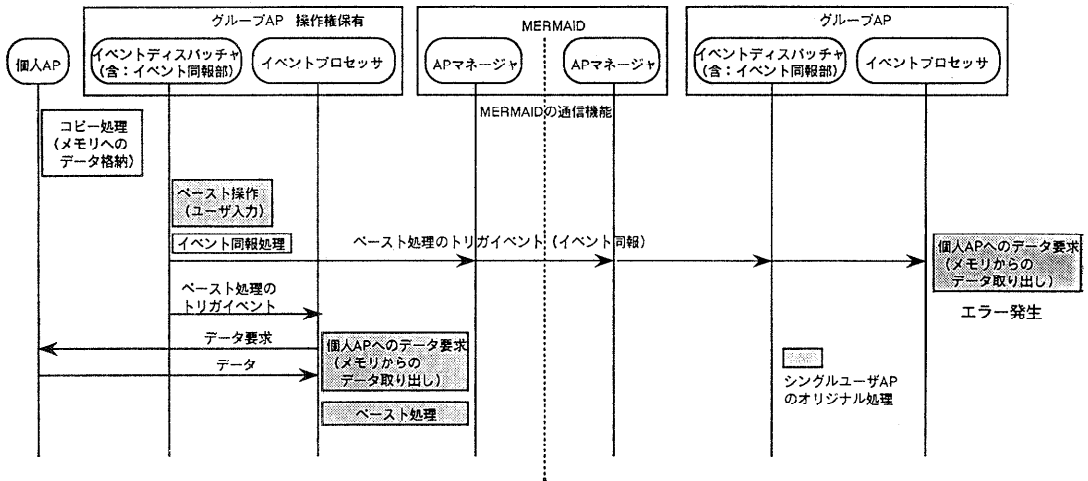 グループAP 操作権保有
MERMAID
グループAP
個人AP
イベントディスパッチャ
(含:イベント同報部)
イベントプロセッサ
APマネージャ
APマネージャ
イベントディスパッチャ
(含:イベント同報部)
イベントプロセッサ
MERMAIDの通信機能
コピー処理
(メモリへの
データ格納)
ペースト操作
(ユーザ入力)
イベント同報処理
ペースト処理のトリガイベント(イベント同報)
個人APへのデータ要求
(メモリからの
データ取り出し)
エラー発生
ペースト処理の
トリガイベント
データ要求
データ
個人APへのデータ要求
(メモリからの
データ取り出し)
ペースト処理
シングルユーザAP
のオリジナル処理